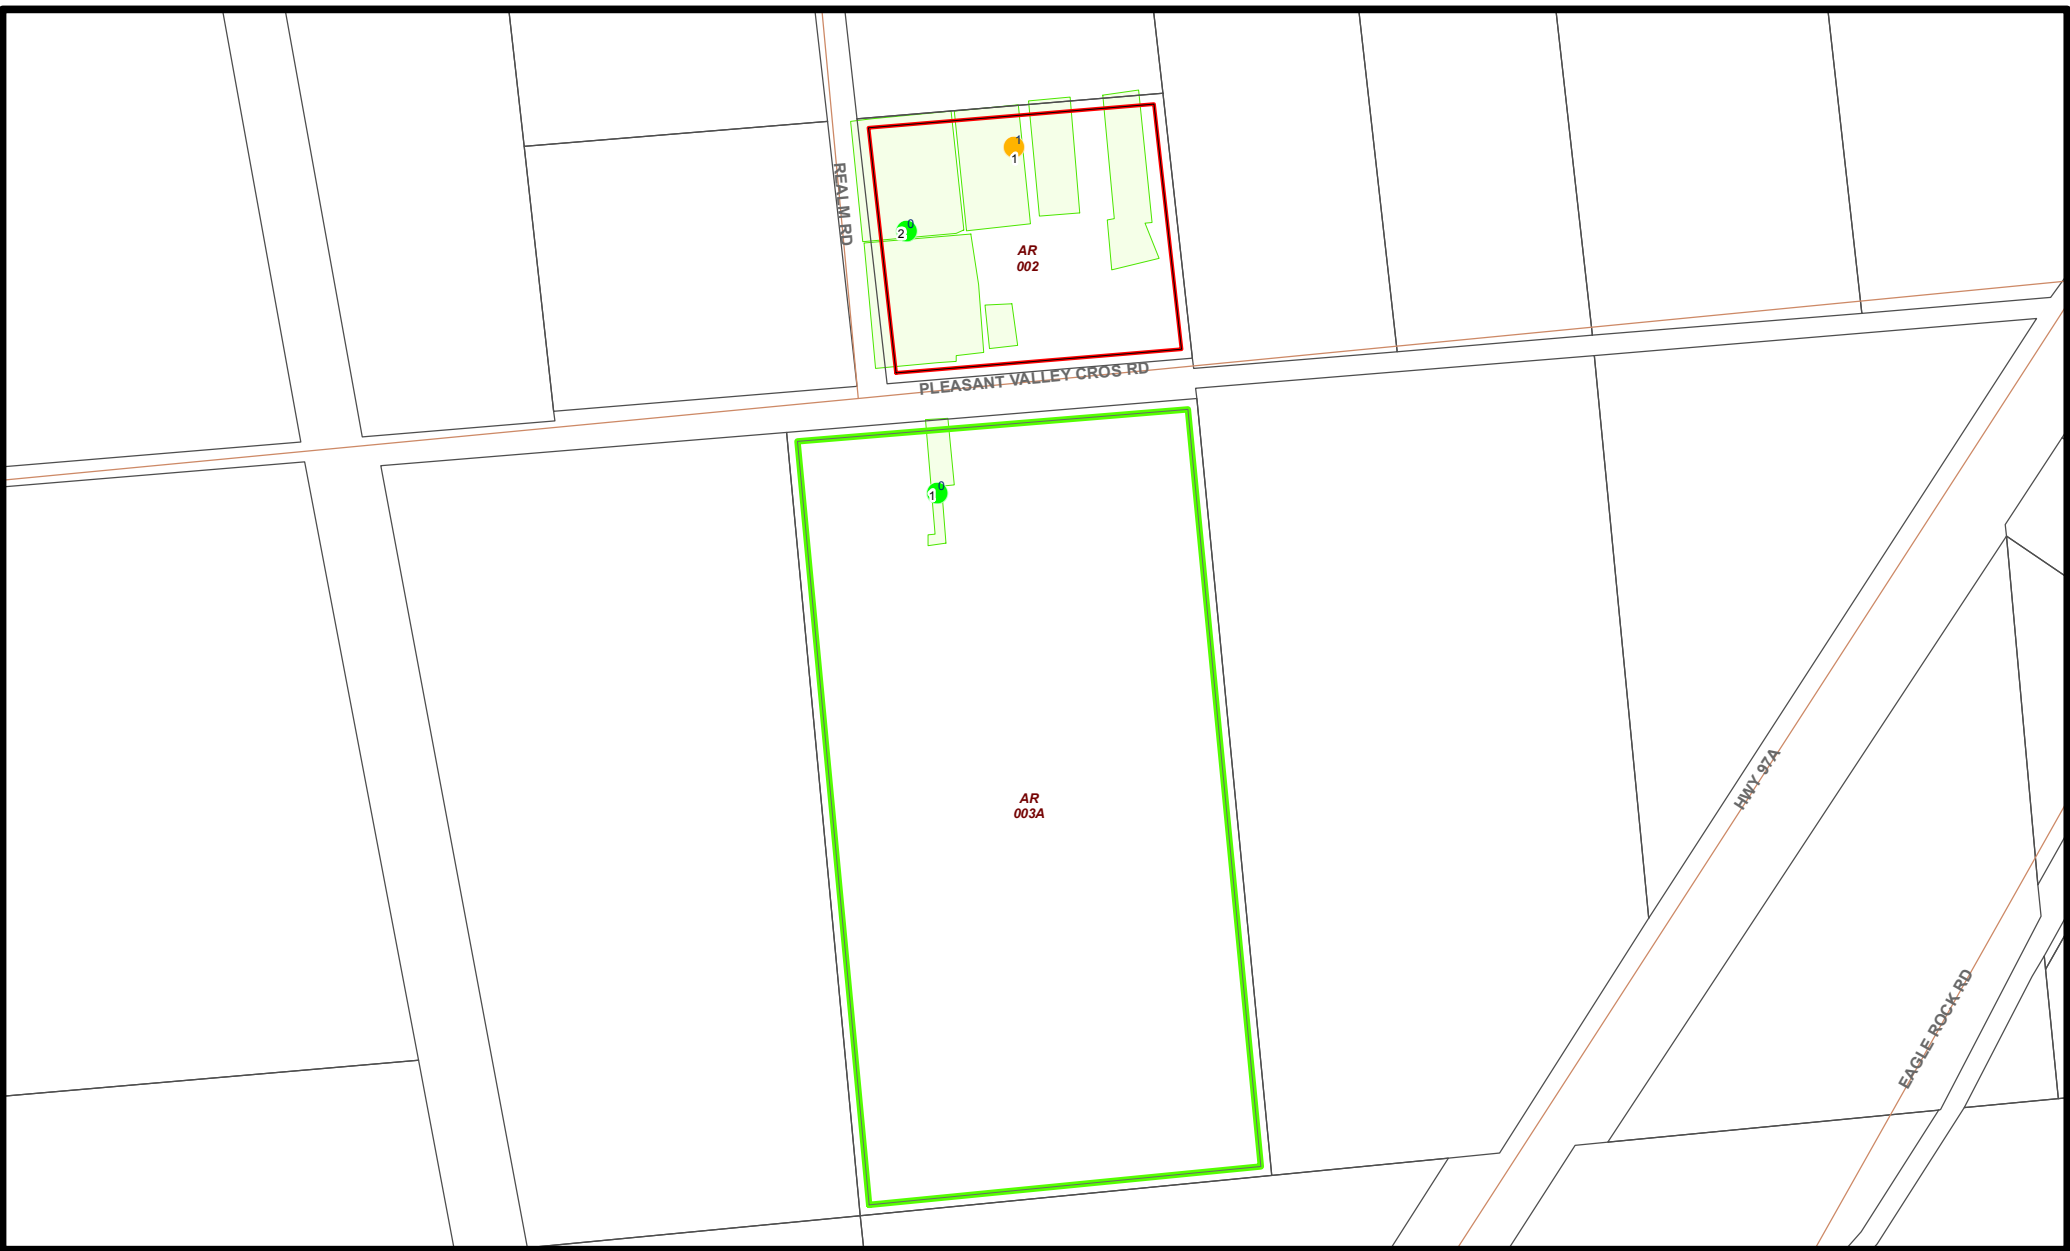 1
1
REALM RD
0
2
AR
002
PLEASANT VALLEY CROS RD
0
1
HWY 97A
AR
003A
EAGLE ROCK RD